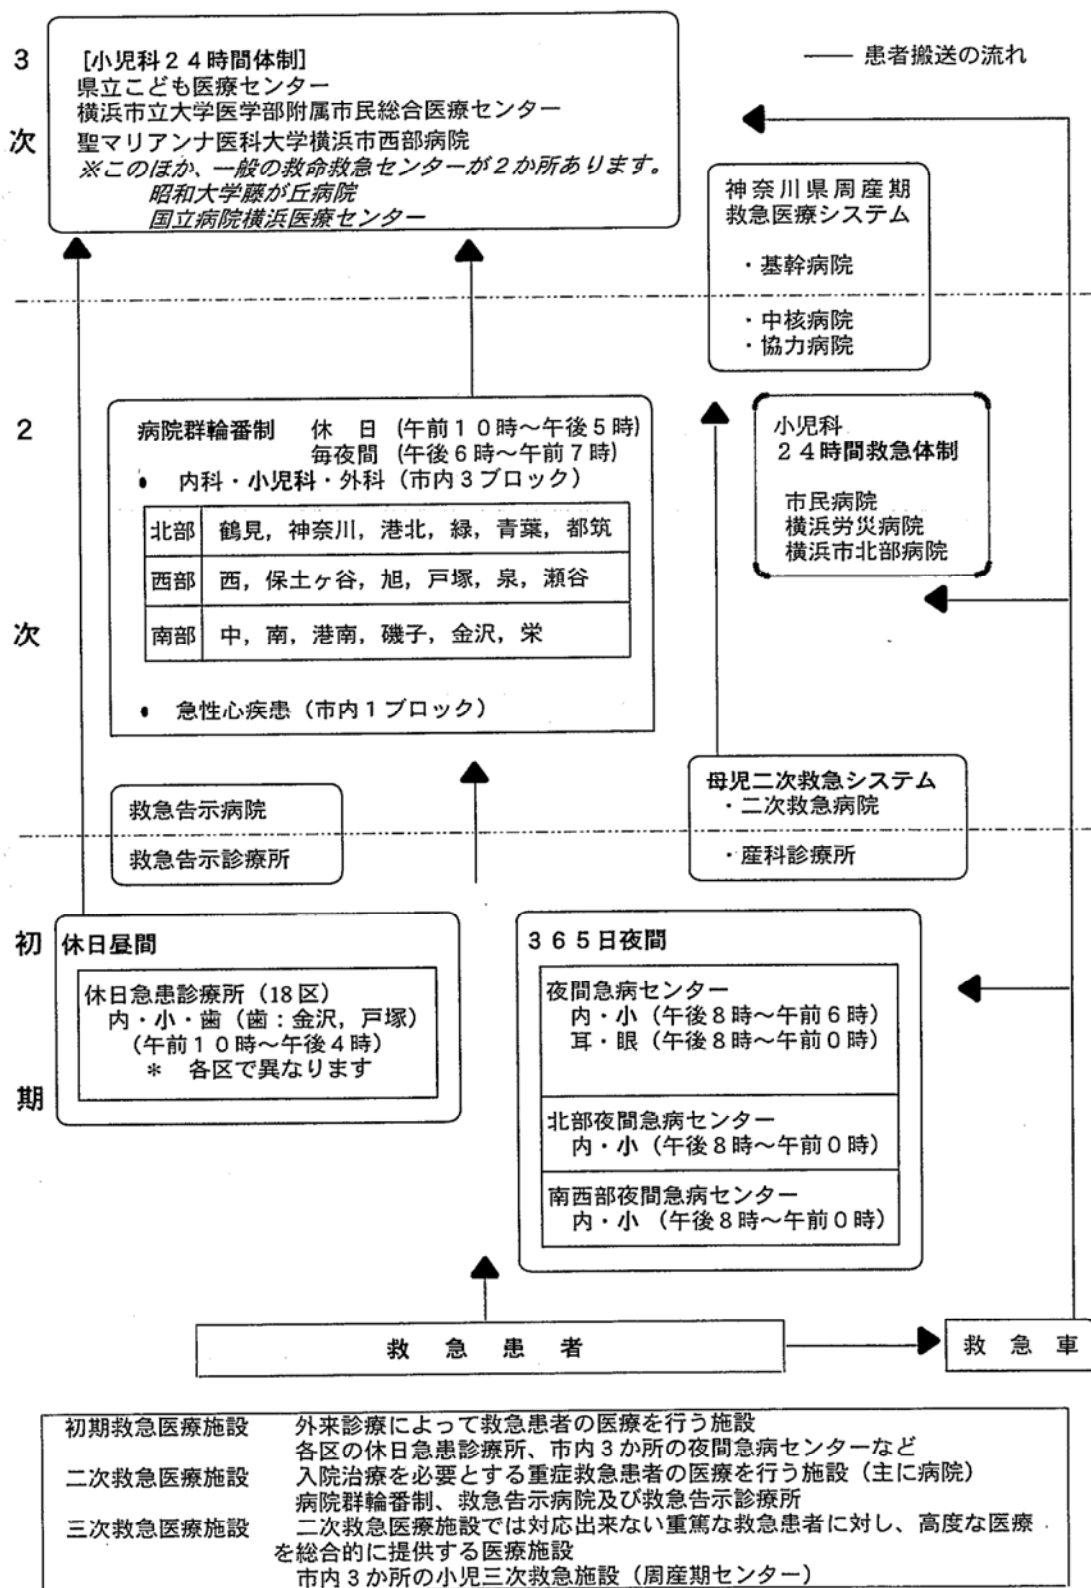 3
次
[小児科24時間体制]
県立こども医療センター
横浜市立大学医学部附属市民総合医療センター
聖マリアンナ医科大学横浜市西部病院
※このほか、一般の救命救急センターが2か所あります。
昭和大学藤が丘病院
国立病院横浜医療センター
―― 患者搬送の流れ
神奈川県周産期
救急医療システム
・基幹病院
・中核病院
・協力病院
2
次
病院群輪番制 休 日 (午前10時～午後5時)
毎夜間 (午後6時～午前7時)
• 内科・小児科・外科 (市内3ブロック)
北部 鶴見, 神奈川, 港北, 緑, 青葉, 都筑
西部 西, 保土ヶ谷, 旭, 戸塚, 泉, 瀬谷
南部 中, 南, 港南, 磯子, 金沢, 栄
• 急性心疾患 (市内1ブロック)
小児科
24時間救急体制
市民病院
横浜労災病院
横浜市北部病院
救急告示病院
救急告示診療所
母児二次救急システム
・二次救急病院
・産科診療所
初
期
休日昼間
休日急患診療所 (18区)
内・小・歯 (歯：金沢, 戸塚)
(午前10時～午後4時)
* 各区で異なります
365日夜間
夜間急病センター
内・小 (午後8時～午前6時)
耳・眼 (午後8時～午前0時)
北部夜間急病センター
内・小 (午後8時～午前0時)
南西部夜間急病センター
内・小 (午後8時～午前0時)
救 急 患 者
救 急 車
初期救急医療施設 外来診療によって救急患者の医療を行う施設
各区の休日急患診療所、市内3か所の夜間急病センターなど
二次救急医療施設 入院治療を必要とする重症救急患者の医療を行う施設 (主に病院)
病院群輪番制、救急告示病院及び救急告示診療所
三次救急医療施設 二次救急医療施設では対応出来ない重篤な救急患者に対し、高度な医療
を総合的に提供する医療施設
市内3か所の小児三次救急施設 (周産期センター)